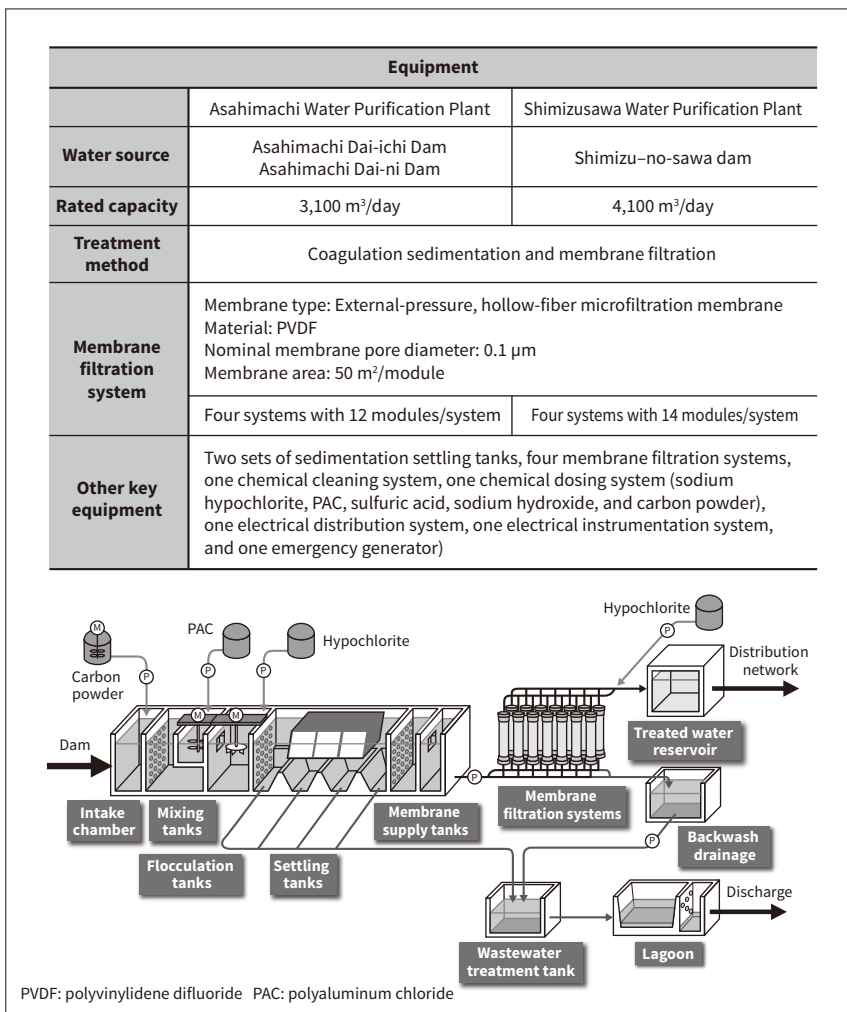 Equipment
Asahimachi Water Purification Plant
Shimizusawa Water Purification Plant
Water source
Asahimachi Dai-ichi Dam
Asahimachi Dai-ni Dam
Shimizu–no-sawa dam
Rated capacity
3,100 m³/day
4,100 m³/day
Treatment
method
Coagulation sedimentation and membrane filtration
Membrane
filtration
system
Membrane type: External-pressure, hollow-fiber microfiltration membrane
Material: PVDF
Nominal membrane pore diameter: 0.1 μm
Membrane area: 50 m²/module
Four systems with 12 modules/system
Four systems with 14 modules/system
Other key
equipment
Two sets of sedimentation settling tanks, four membrane filtration systems,
one chemical cleaning system, one chemical dosing system (sodium
hypochlorite, PAC, sulfuric acid, sodium hydroxide, and carbon powder),
one electrical distribution system, one electrical instrumentation system,
and one emergency generator)
Hypochlorite
P
M
PAC
Hypochlorite
Carbon
powder
P
P
P
M
M
Distribution
network
Treated water
reservoir
Dam
P
Intake
chamber
Mixing
tanks
Membrane
supply tanks
Membrane
filtration systems
Backwash
drainage
P
Flocculation
tanks
Settling
tanks
Discharge
Wastewater
treatment tank
Lagoon
PVDF: polyvinylidene difluoride PAC: polyaluminum chloride